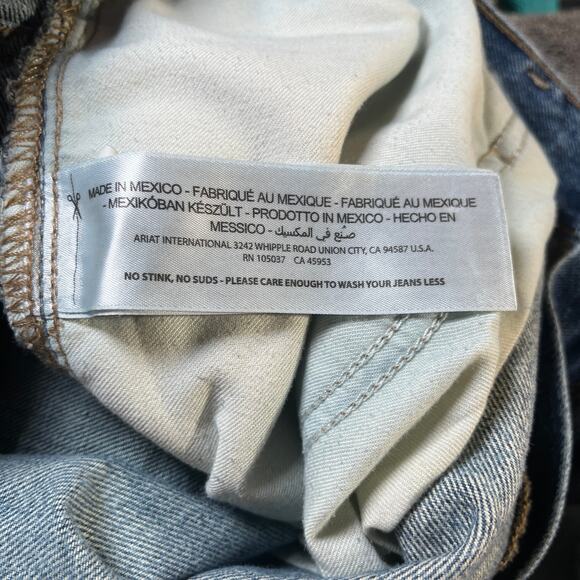 MADE IN MEXICO - FABRIQUÉ AU MEXIQUE - FABRIQUÉ AU MEXIQUE
- MEXIKÓBAN KÉSZÜLT - PRODOTTO IN MEXICO - HECHO EN
MESSICO - صُنع في المكسيك
ARIAT INTERNATIONAL 3242 WHIPPLE ROAD UNION CITY, CA 94587 U.S.A.
RN 105037 CA 45953
NO STINK, NO SUDS - PLEASE CARE ENOUGH TO WASH YOUR JEANS LESS